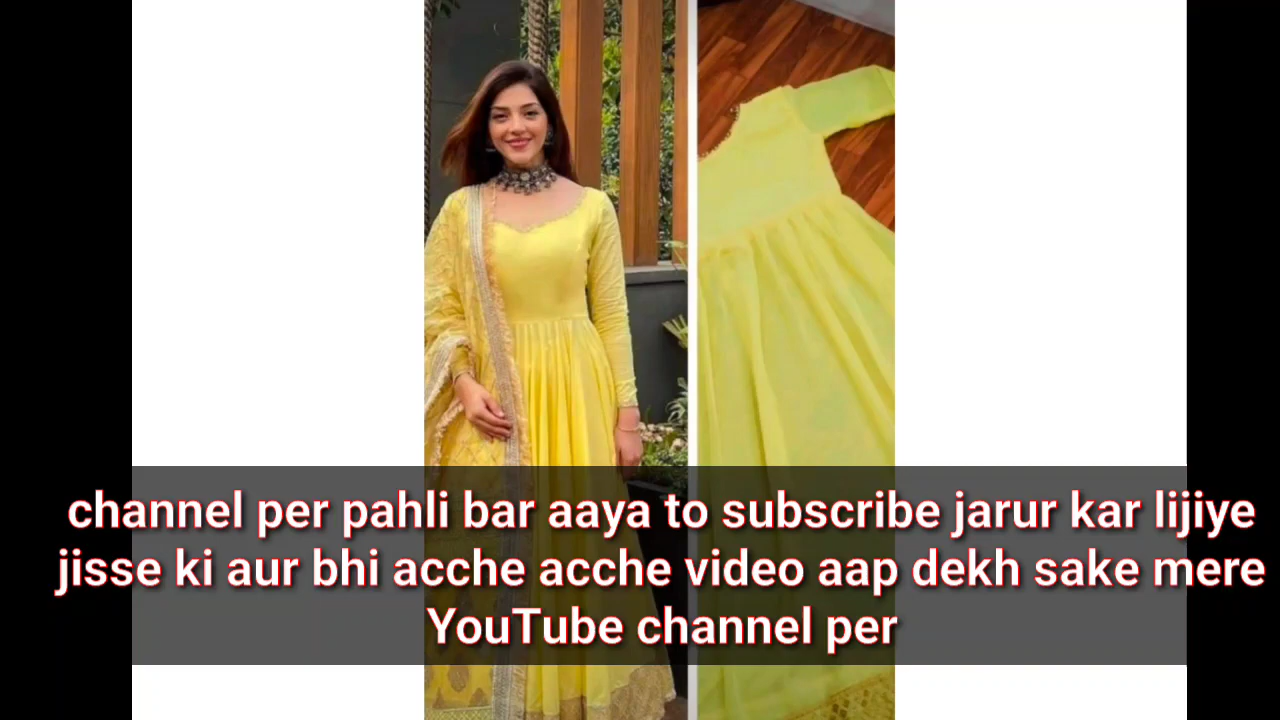 channel per pahli bar aaya to subscribe jarur kar lijiye
jisse ki aur bhi acche acche video aap dekh sake mere
YouTube channel per